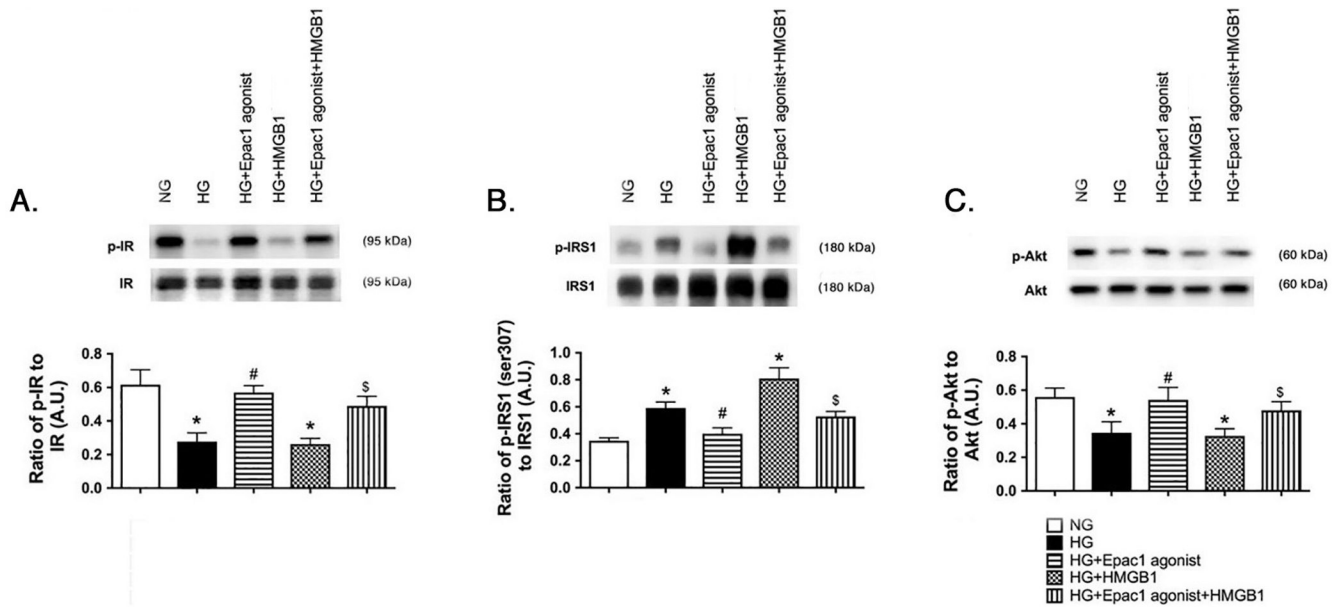 A.
NG
HG
HG+Epac1 agonist
HG+HMGB1
HG+Epac1 agonist+HMGB1
p-IR
(95 kDa)
IR
(95 kDa)
Ratio of p-IR to
IR (A.U.)
0.8
0.6
0.4
0.2
0.0
*
#
*
$
B.
NG
HG
HG+Epac1 agonist
HG+HMGB1
HG+Epac1 agonist+HMGB1
p-IRS1
(180 kDa)
IRS1
(180 kDa)
Ratio of p-IRS1 (ser307)
to IRS1 (A.U.)
1.0
0.8
0.6
0.4
0.2
0.0
*
#
*
$
C.
NG
HG
HG+Epac1 agonist
HG+HMGB1
HG+Epac1 agonist+HMGB1
p-Akt
(60 kDa)
Akt
(60 kDa)
Ratio of p-Akt to
Akt (A.U.)
0.8
0.6
0.4
0.2
0.0
*
#
*
$
NG
HG
HG+Epac1 agonist
HG+HMGB1
HG+Epac1 agonist+HMGB1